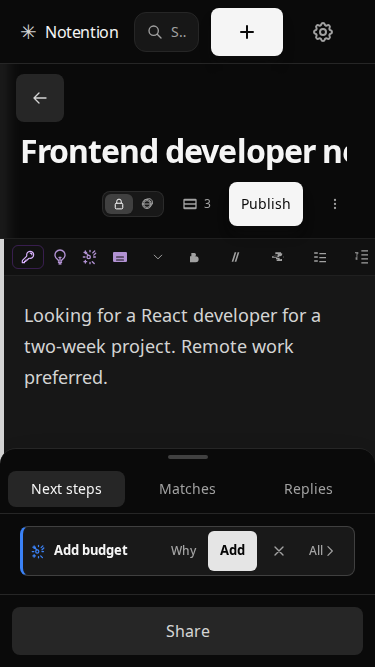 Notention
S..
Frontend developer
3
Publish
Looking for a React developer for a
two-week project. Remote work
preferred.
Next steps
Matches
Replies
Add budget
Why
Add
All
Share